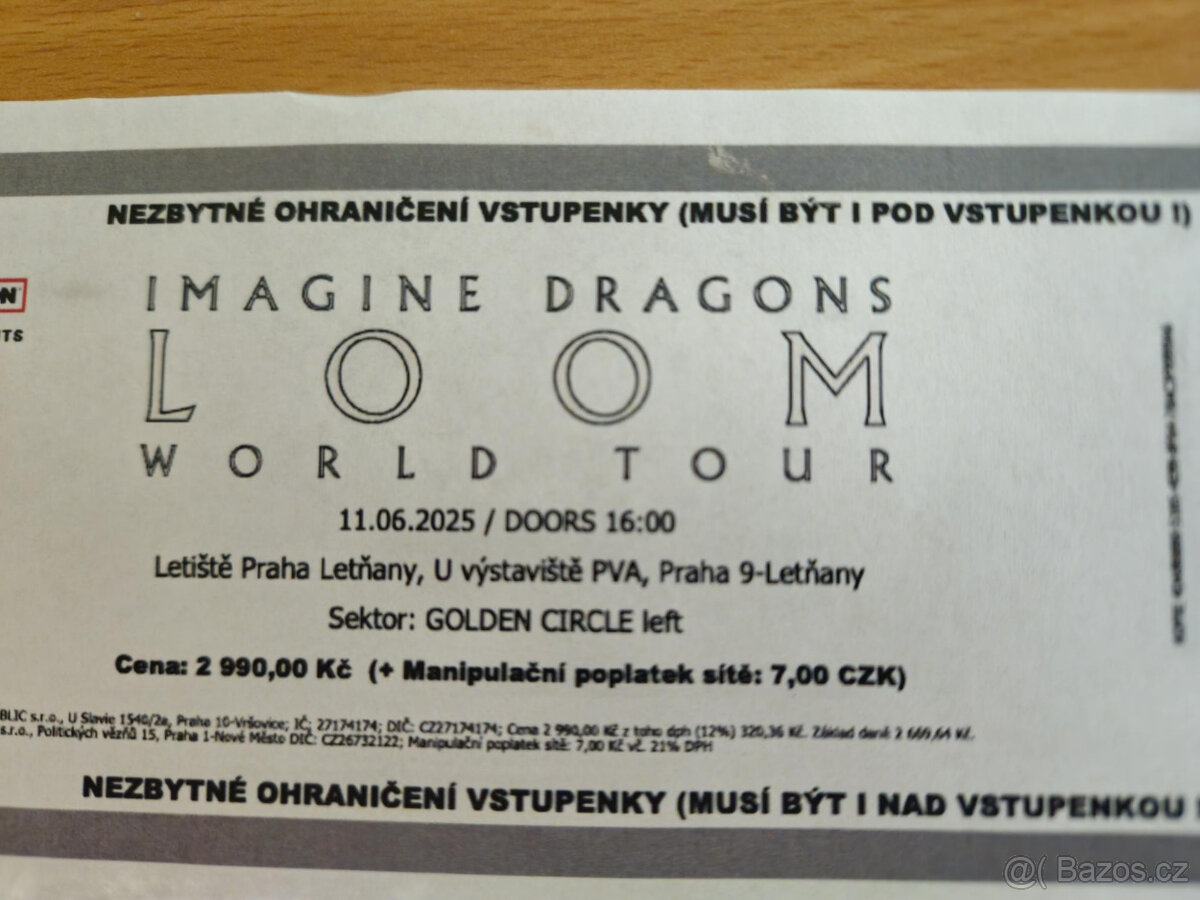 NEZBYTNÉ OHRANIČENÍ VSTUPENKY (MUSÍ BÝT I POD VSTUPENKOU !)
N
TS
IMAGINE DRAGONS
LOOM
WORLD TOUR
11.06.2025 / DOORS 16:00
Letiště Praha Letňany, U výstaviště PVA, Praha 9-Letňany
Sektor: GOLDEN CIRCLE left
Cena: 2 990,00 Kč (+ Manipulační poplatek sítě: 7,00 CZK)
BLIC s.r.o., U Slavie 1540/2a, Praha 10-Vršovice; IČ: 27174174; DIČ: CZ27174174; Cena 2 990,00 Kč z toho dph (12%) 320,36 Kč. Základ daně 2 669,64 Kč.
s.r.o., Politických vězňů 15, Praha 1-Nové Město DIČ: CZ26732122; Manipulační poplatek sítě: 7,00 Kč vč. 21% DPH
NEZBYTNÉ OHRANIČENÍ VSTUPENKY (MUSÍ BÝT I NAD VSTUPENKOU
@( Bazos.cz